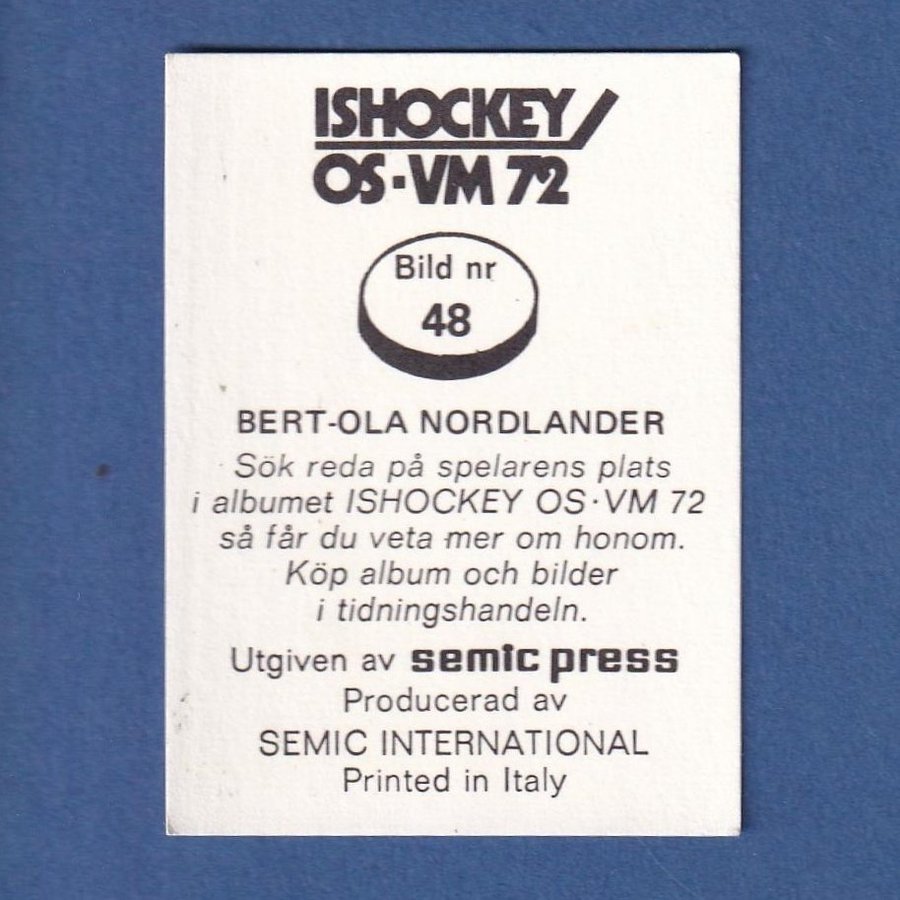 ISHOCKEY
OS·VM 72
Bild nr
48
BERT-OLA NORDLANDER
Sök reda på spelarens plats
i albumet ISHOCKEY OS·VM 72
så får du veta mer om honom.
Köp album och bilder
i tidningshandeln.
Utgiven av semic press
Producerad av
SEMIC INTERNATIONAL
Printed in Italy